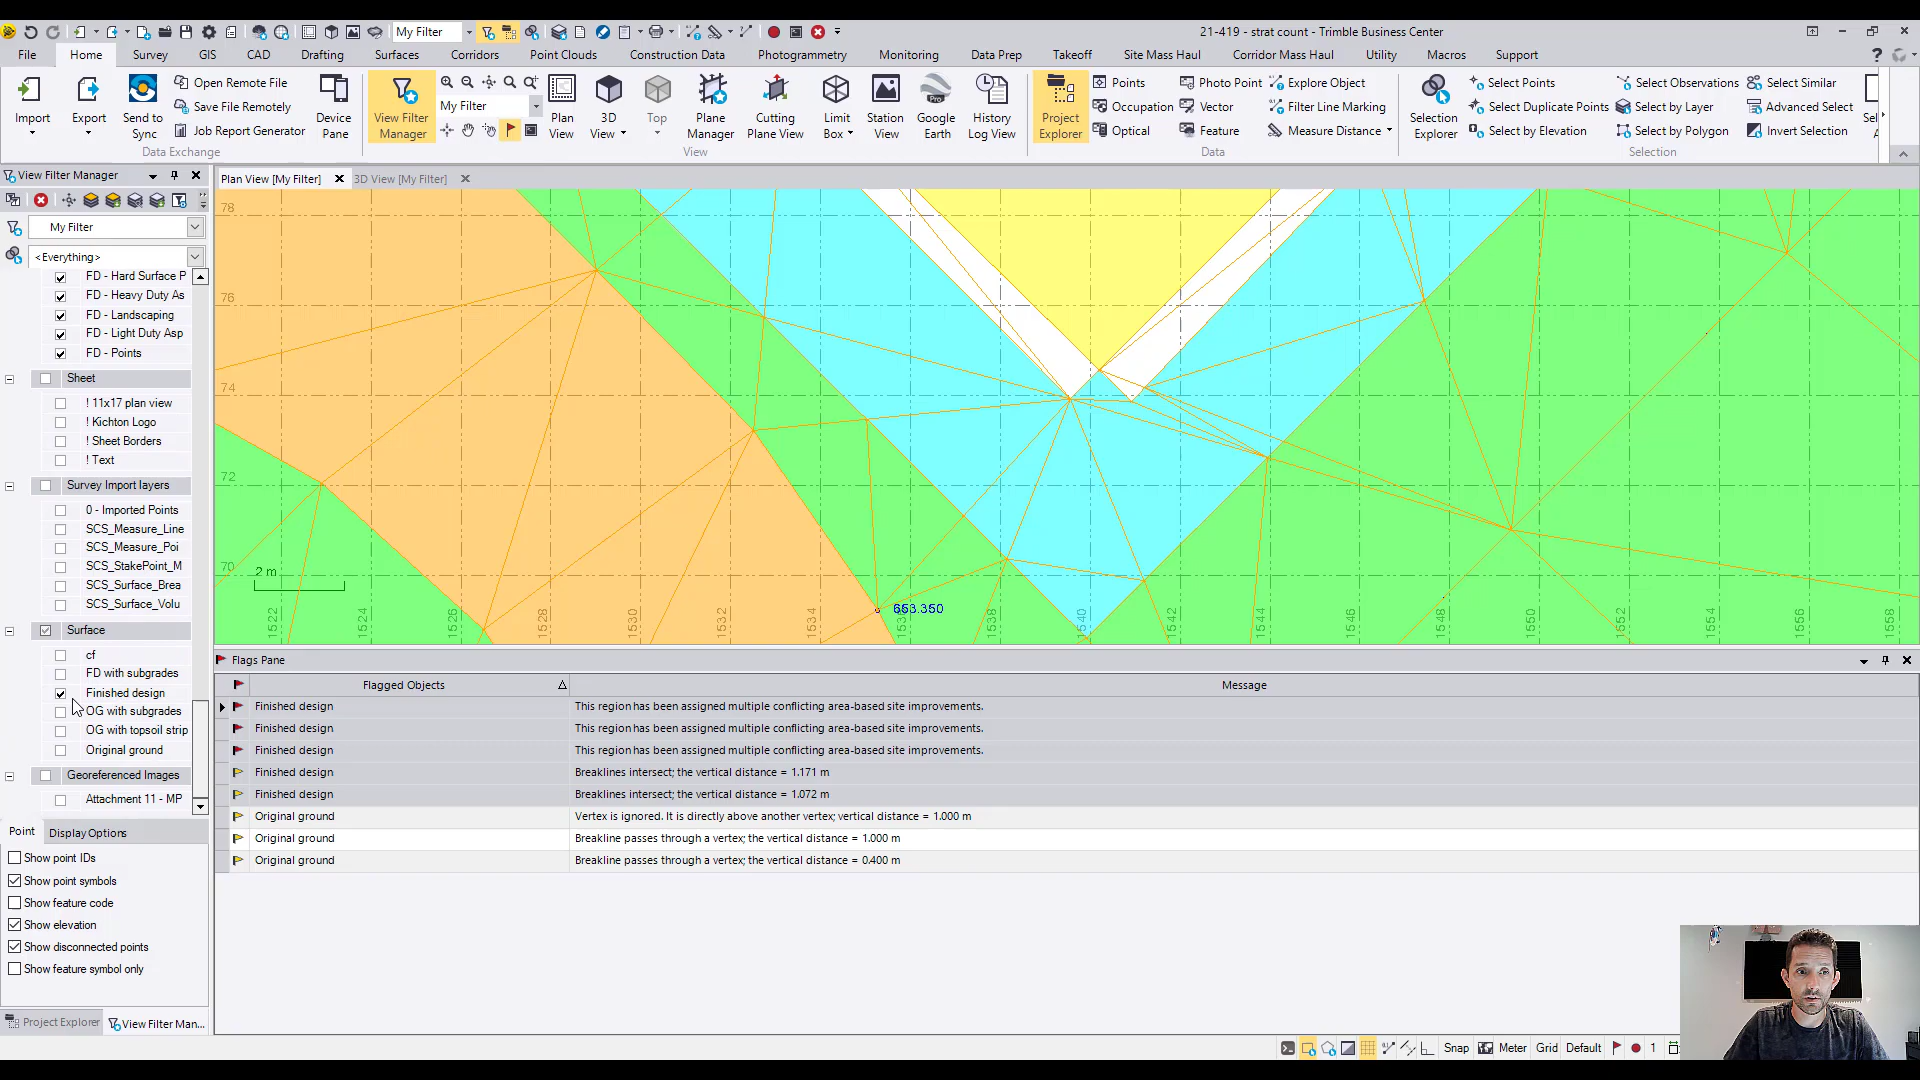 My Filter
21-419 - strat count - Trimble Business Center
File Home Survey GIS CAD Drafting Surfaces Corridors Point Clouds Construction Data Photogrammetry Monitoring Data Prep Takeoff Site Mass Haul Corridor Mass Haul Utility Macros Support
Import
Export
Send to Sync
Open Remote File
Save File Remotely
Job Report Generator
Device Pane
Data Exchange
View Filter Manager
My Filter
Plan View
3D View
Top
Plane Manager
Cutting Plane View
Limit Box
Station View
Google Earth
History Log View
View
Project Explorer
Points
Occupation
Optical
Photo Point
Vector
Feature
Explore Object
Filter Line Marking
Measure Distance
Data
Selection Explorer
Select Points
Select Duplicate Points
Select by Elevation
Select Observations
Select by Layer
Select by Polygon
Select Similar
Advanced Select
Invert Selection
Sel
Selection
View Filter Manager
My Filter
<Everything>
FD - Hard Surface P
FD - Heavy Duty As
FD - Landscaping
FD - Light Duty Asp
FD - Points
Sheet
! 11x17 plan view
! Kichton Logo
! Sheet Borders
! Text
Survey Import layers
0 - Imported Points
SCS_Measure_Line
SCS_Measure_Poi
SCS_StakePoint_M
SCS_Surface_Brea
SCS_Surface_Volu
Surface
cf
FD with subgrades
Finished design
OG with subgrades
OG with topsoil strip
Original ground
Georeferenced Images
Attachment 11 - MP
Point Display Options
Show point IDs
Show point symbols
Show feature code
Show elevation
Show disconnected points
Show feature symbol only
Project Explorer View Filter Man...
Plan View [My Filter] 3D View [My Filter]
78
76
74
72
70
2 m
653.350
1522 1524 1526 1528 1530 1532 1534 1536 1538 1540 1542 1544 1546 1548 1550 1552 1554 1556 1558
Flags Pane
Flagged Objects Message
Finished design This region has been assigned multiple conflicting area-based site improvements.
Finished design This region has been assigned multiple conflicting area-based site improvements.
Finished design This region has been assigned multiple conflicting area-based site improvements.
Finished design Breaklines intersect; the vertical distance = 1.171 m
Finished design Breaklines intersect; the vertical distance = 1.072 m
Original ground Vertex is ignored. It is directly above another vertex; vertical distance = 1.000 m
Original ground Breakline passes through a vertex; the vertical distance = 1.000 m
Original ground Breakline passes through a vertex; the vertical distance = 0.400 m
Snap Meter Grid Default 1